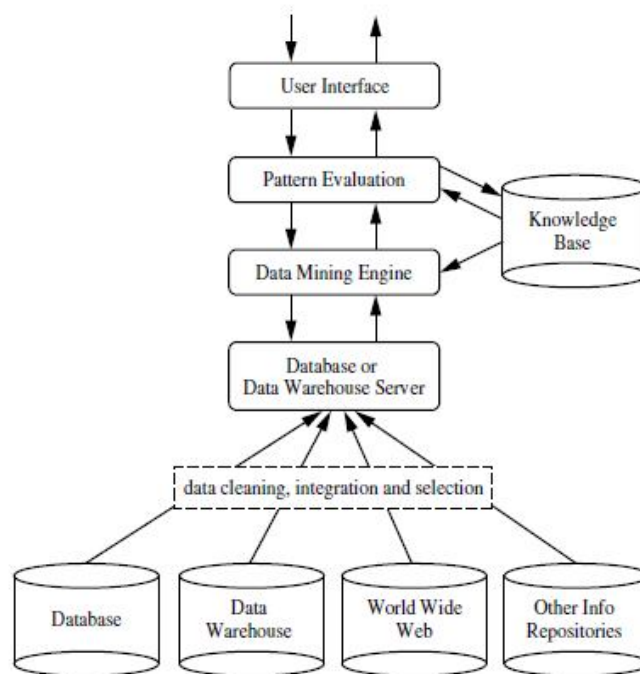 User Interface
Pattern Evaluation
Knowledge
Base
Data Mining Engine
Database or
Data Warehouse Server
data cleaning, integration and selection
Database
Data
Warehouse
World Wide
Web
Other Info
Repositories